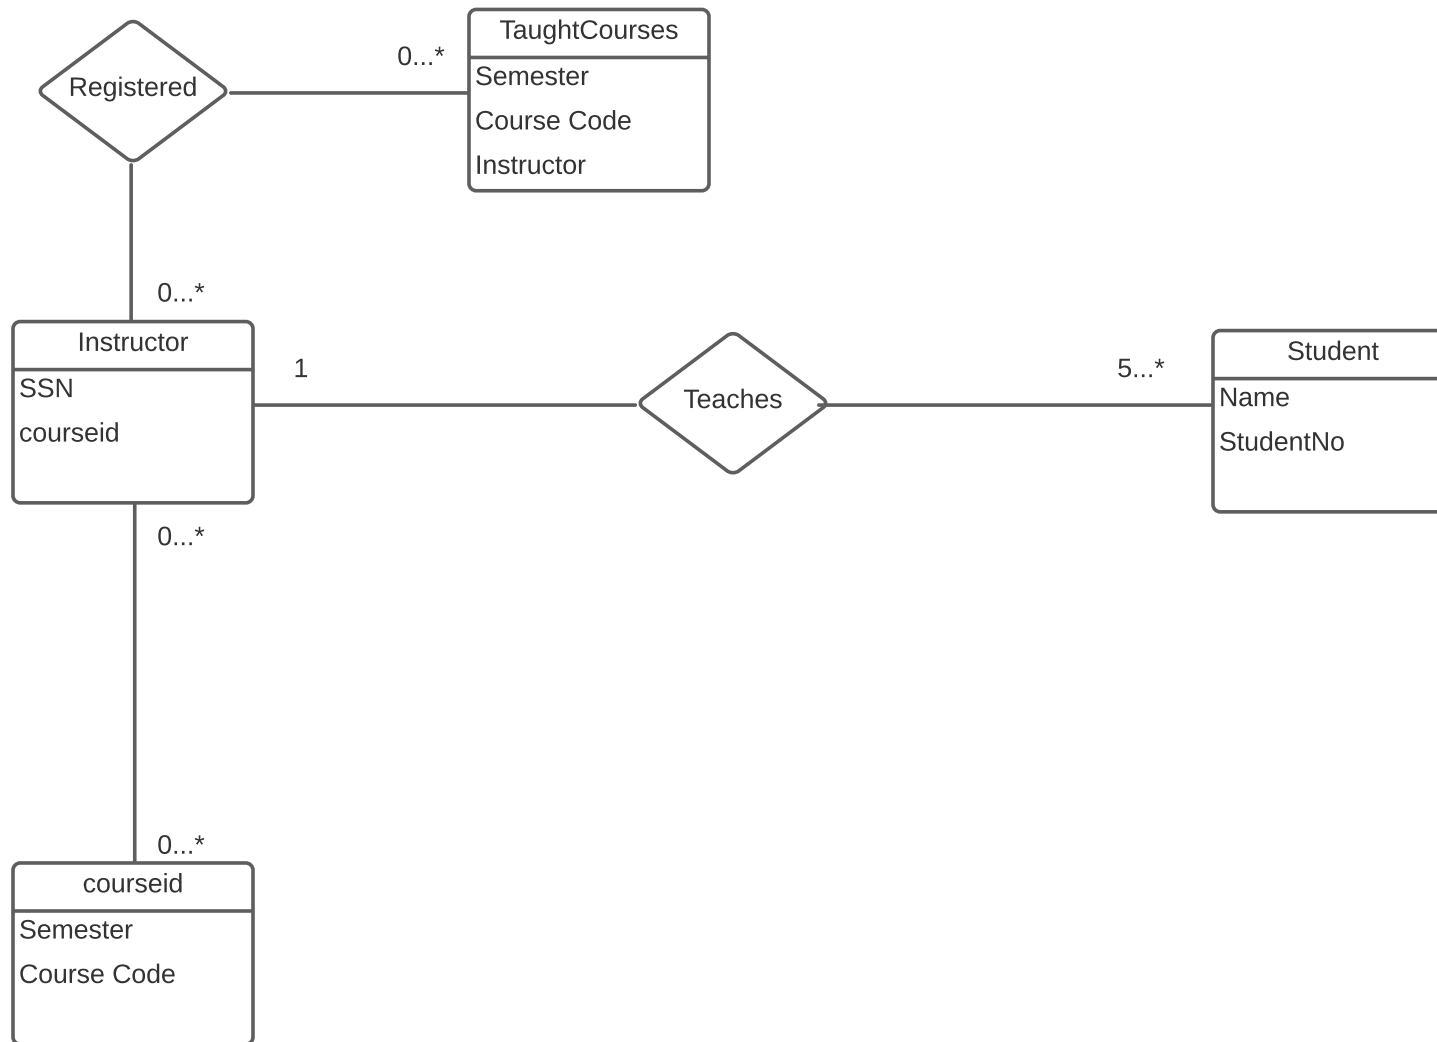 TaughtCourses
0...*
Semester
Registered
Course Code
Instructor
0...*
Instructor
SSN
courseid
1
Teaches
5...*
Student
Name
StudentNo
0...*
0...*
courseid
Semester
Course Code